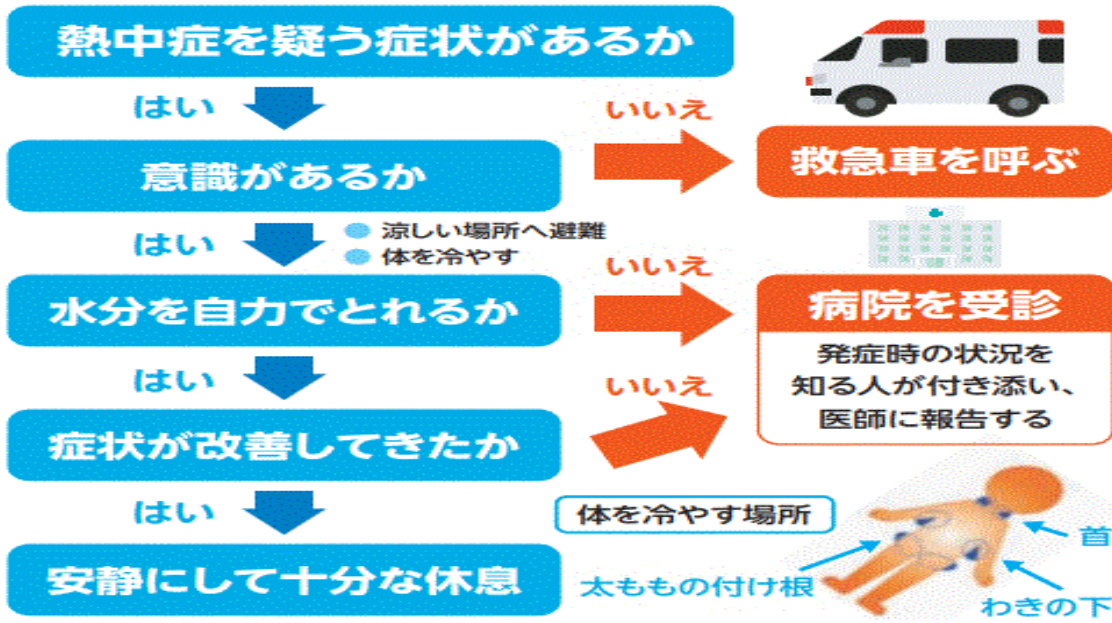 熱中症を疑う症状があるか
はい
いいえ
意識があるか
救急車を呼ぶ
はい
涼しい場所へ避難
体を冷やす
いいえ
水分を自力でとれるか
病院を受診
発症時の状況を
知る人が付き添い、
医師に報告する
はい
いいえ
症状が改善してきたか
はい
体を冷やす場所
首
安静にして十分な休息
太ももの付け根
わきの下